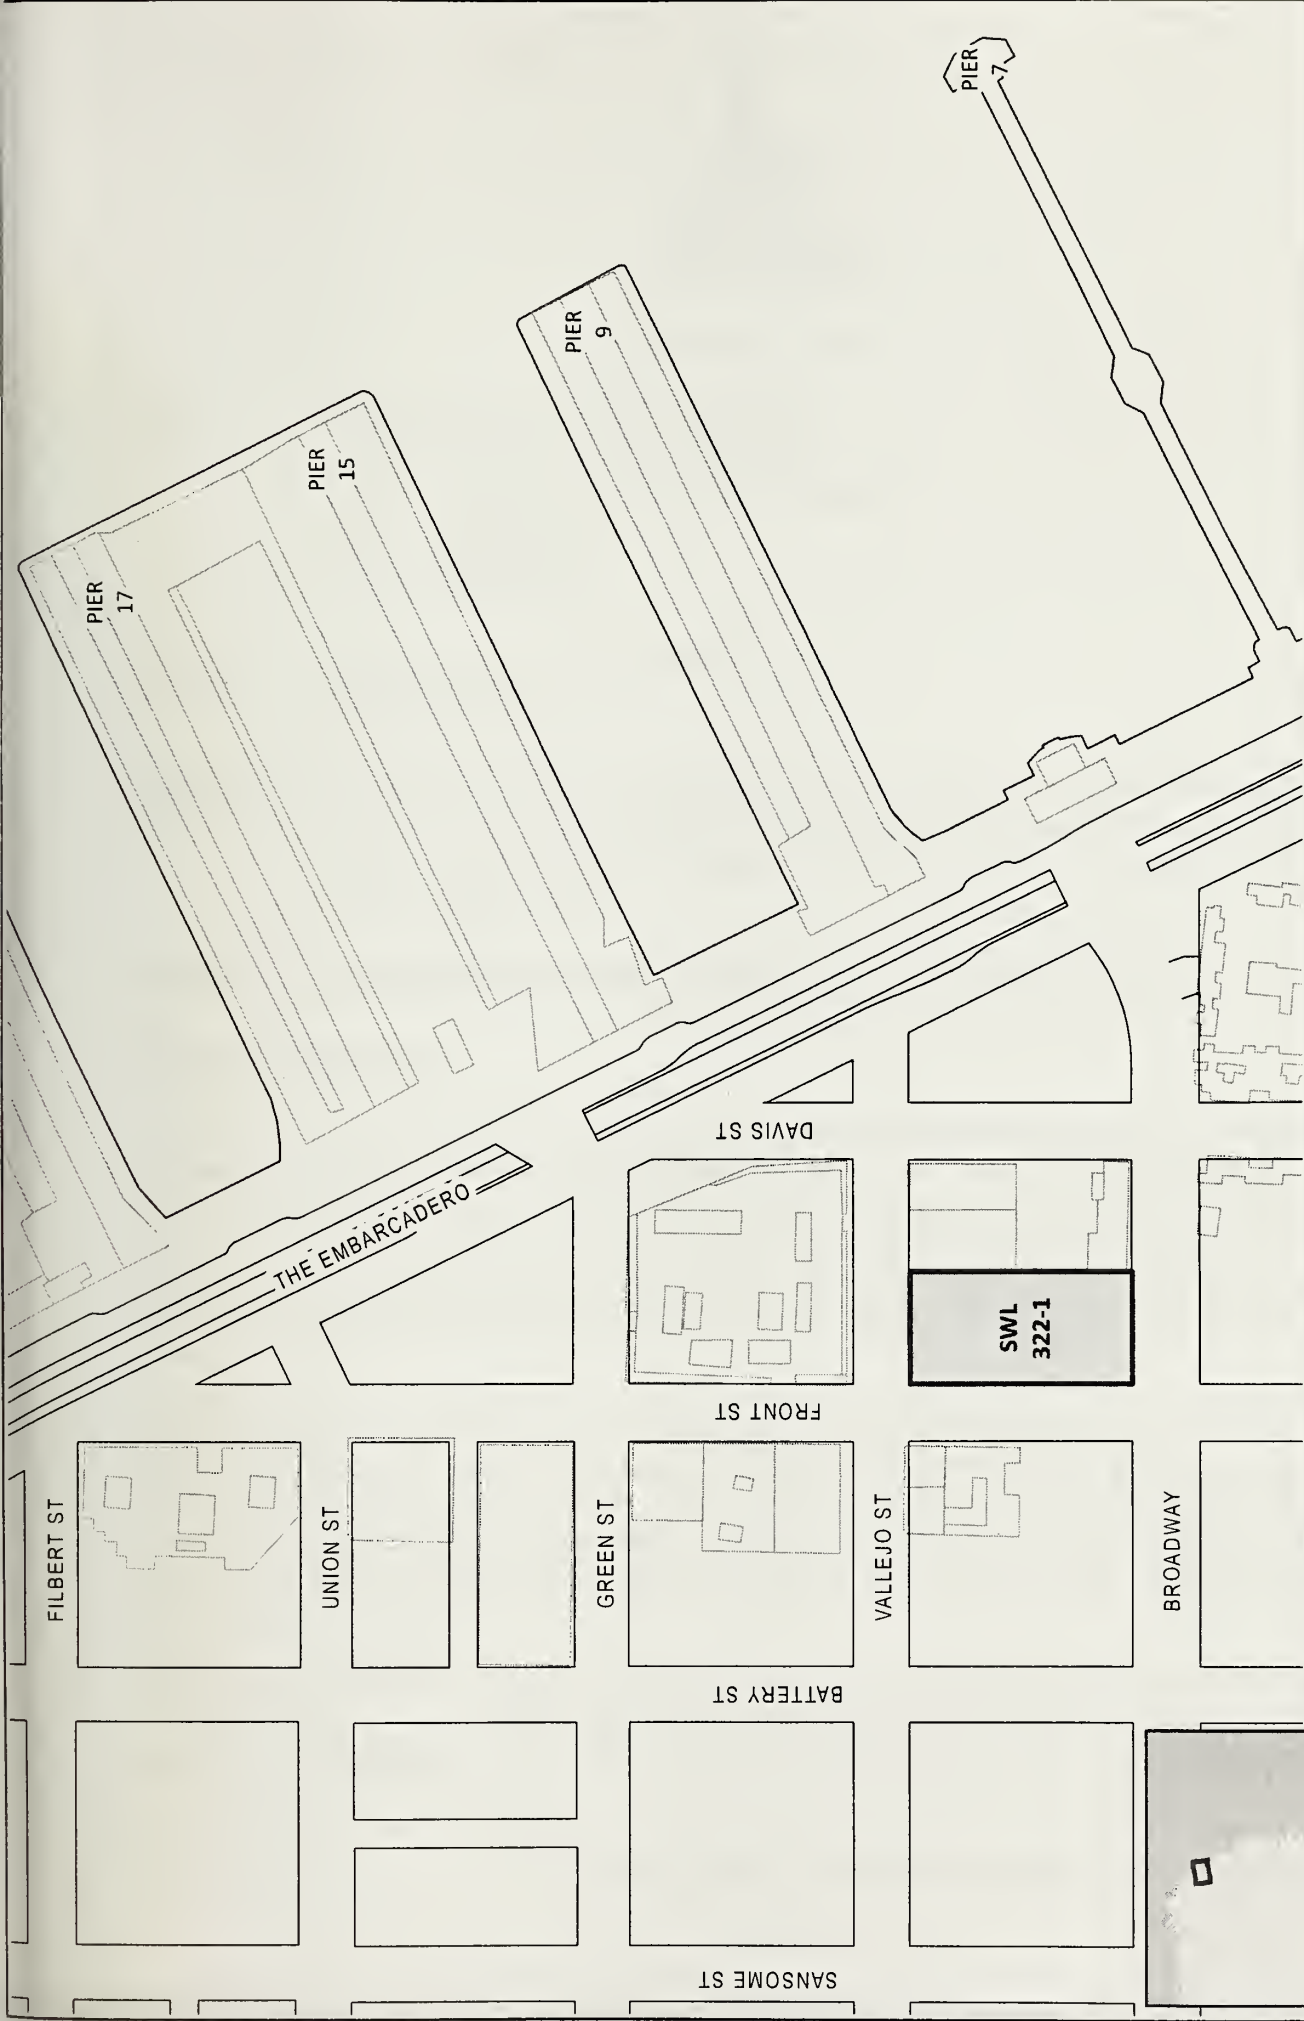 PIER
7
PIER
9
PIER
15
PIER
17
THE EMBARCADERO
DAVIS ST
SWL
322-1
FRONT ST
FILBERT ST
UNION ST
GREEN ST
VALLEJO ST
BROADWAY
BATTERY ST
SANSOME ST